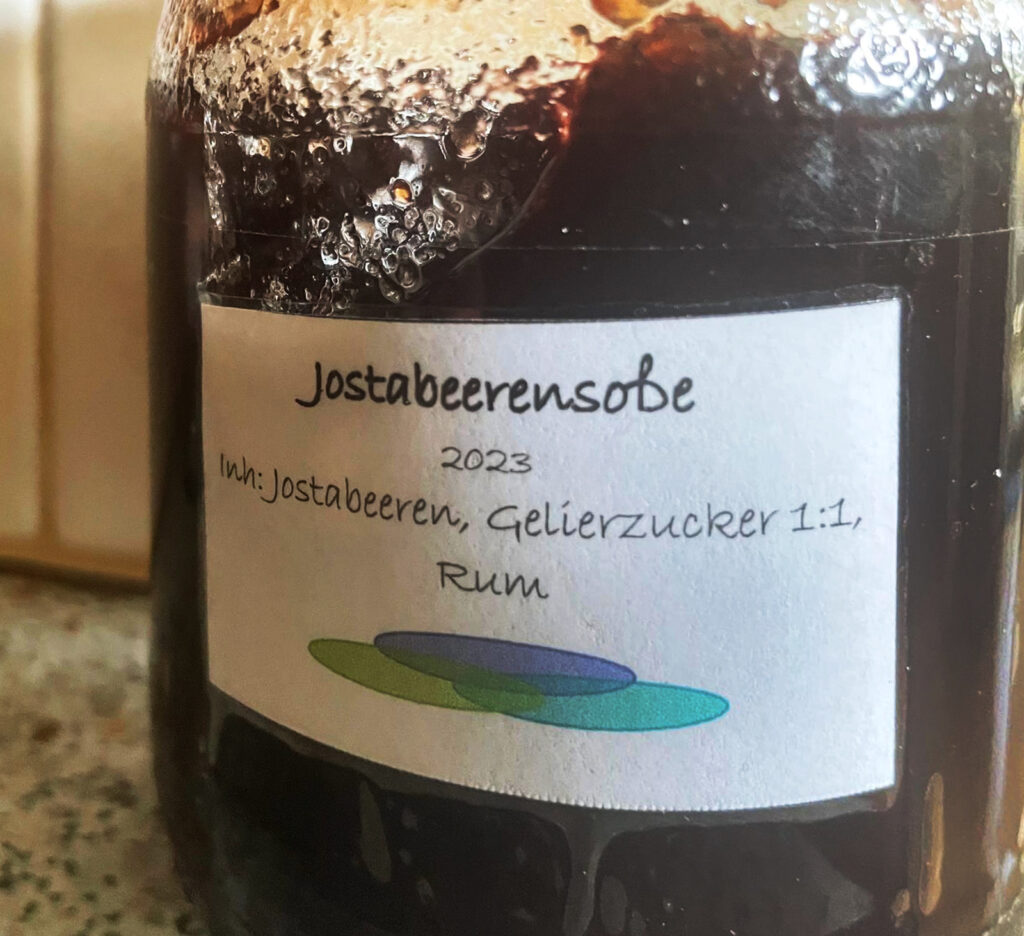 Jostabeerensoße
2023
Inh:Jostabeeren, Gelierzucker 1:1,
Rum